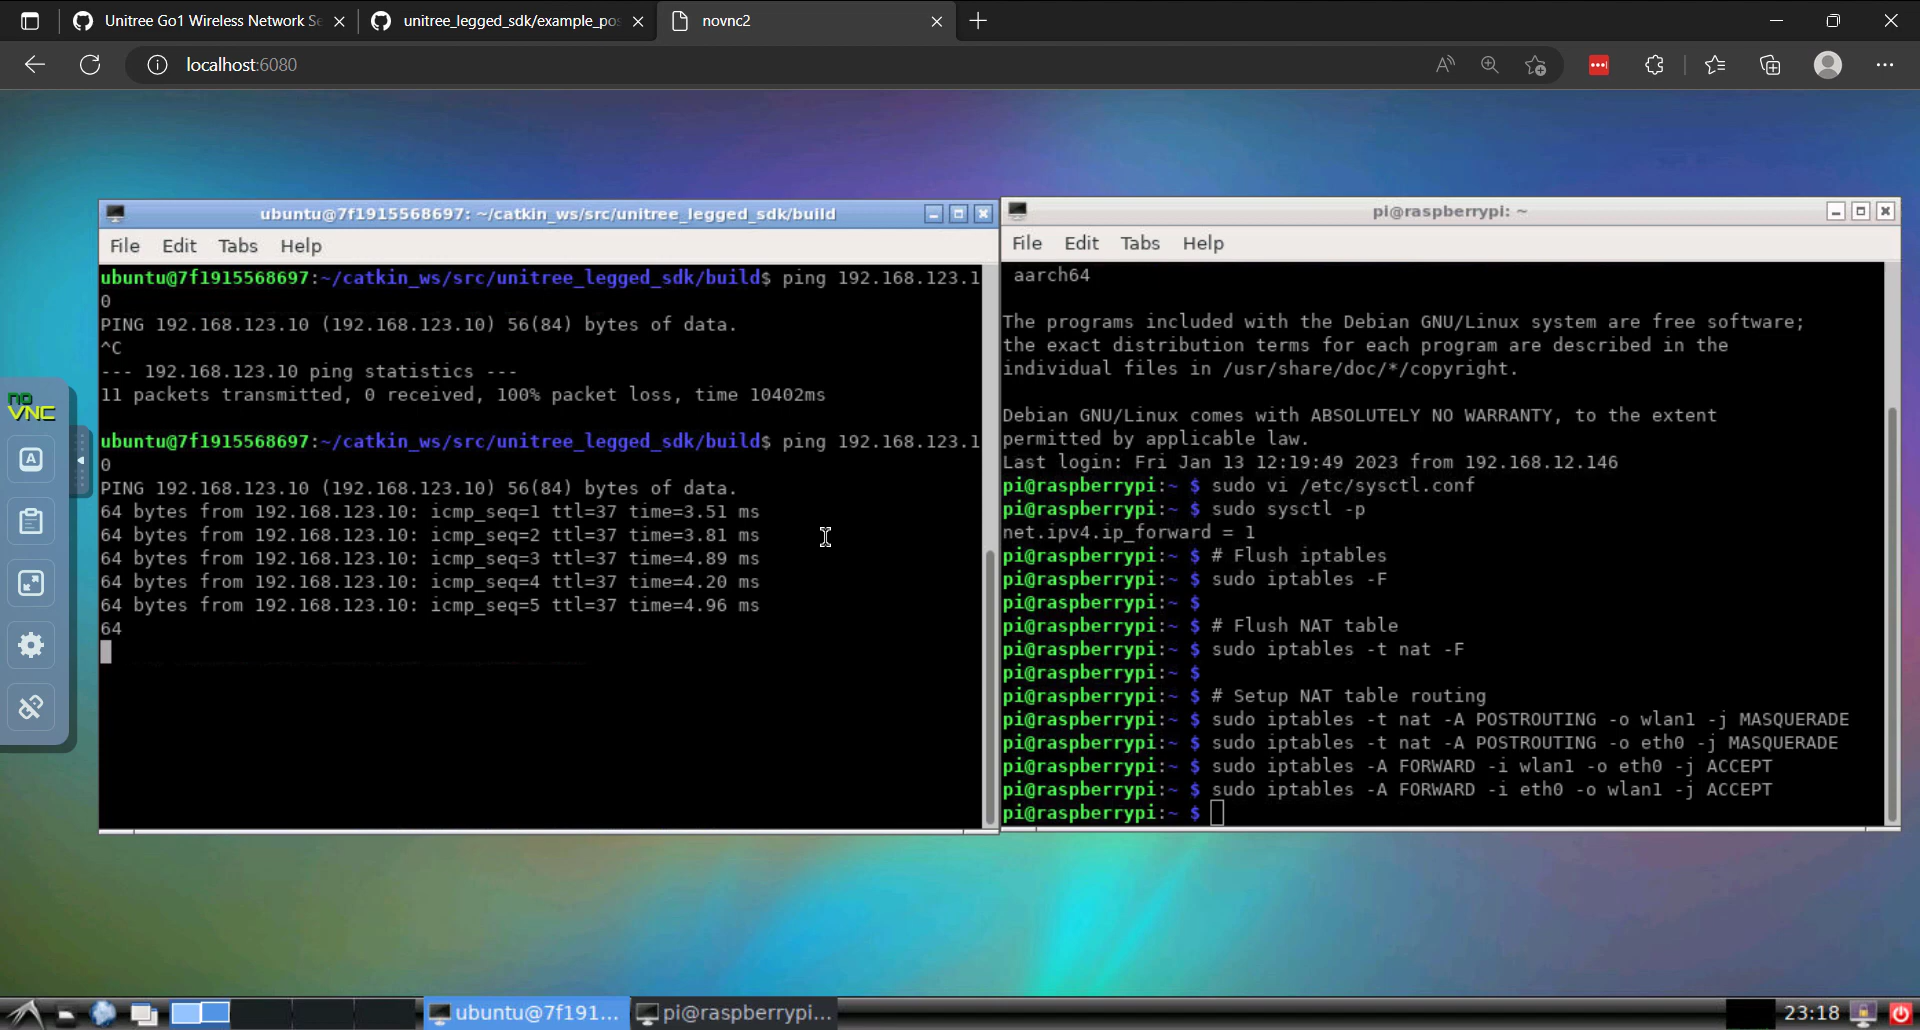 Unitree Go1 Wireless Network Se
unitree_legged_sdk/example_pos
novnc2
localhost:6080
ubuntu@7f1915568697: ~/catkin_ws/src/unitree_legged_sdk/build
File Edit Tabs Help
ubuntu@7f1915568697:~/catkin_ws/src/unitree_legged_sdk/build$ ping 192.168.123.1
0
PING 192.168.123.10 (192.168.123.10) 56(84) bytes of data.
^C
--- 192.168.123.10 ping statistics ---
11 packets transmitted, 0 received, 100% packet loss, time 10402ms
ubuntu@7f1915568697:~/catkin_ws/src/unitree_legged_sdk/build$ ping 192.168.123.1
0
PING 192.168.123.10 (192.168.123.10) 56(84) bytes of data.
64 bytes from 192.168.123.10: icmp_seq=1 ttl=37 time=3.51 ms
64 bytes from 192.168.123.10: icmp_seq=2 ttl=37 time=3.81 ms
64 bytes from 192.168.123.10: icmp_seq=3 ttl=37 time=4.89 ms
64 bytes from 192.168.123.10: icmp_seq=4 ttl=37 time=4.20 ms
64 bytes from 192.168.123.10: icmp_seq=5 ttl=37 time=4.96 ms
64
pi@raspberrypi: ~
File Edit Tabs Help
aarch64
The programs included with the Debian GNU/Linux system are free software;
the exact distribution terms for each program are described in the
individual files in /usr/share/doc/*/copyright.
Debian GNU/Linux comes with ABSOLUTELY NO WARRANTY, to the extent
permitted by applicable law.
Last login: Fri Jan 13 12:19:49 2023 from 192.168.12.146
pi@raspberrypi:~ $ sudo vi /etc/sysctl.conf
pi@raspberrypi:~ $ sudo sysctl -p
net.ipv4.ip_forward = 1
pi@raspberrypi:~ $ # Flush iptables
pi@raspberrypi:~ $ sudo iptables -F
pi@raspberrypi:~ $
pi@raspberrypi:~ $ # Flush NAT table
pi@raspberrypi:~ $ sudo iptables -t nat -F
pi@raspberrypi:~ $
pi@raspberrypi:~ $ # Setup NAT table routing
pi@raspberrypi:~ $ sudo iptables -t nat -A POSTROUTING -o wlan1 -j MASQUERADE
pi@raspberrypi:~ $ sudo iptables -t nat -A POSTROUTING -o eth0 -j MASQUERADE
pi@raspberrypi:~ $ sudo iptables -A FORWARD -i wlan1 -o eth0 -j ACCEPT
pi@raspberrypi:~ $ sudo iptables -A FORWARD -i eth0 -o wlan1 -j ACCEPT
pi@raspberrypi:~ $
no
VNC
A
ubuntu@7f191...
pi@raspberrypi...
23:18